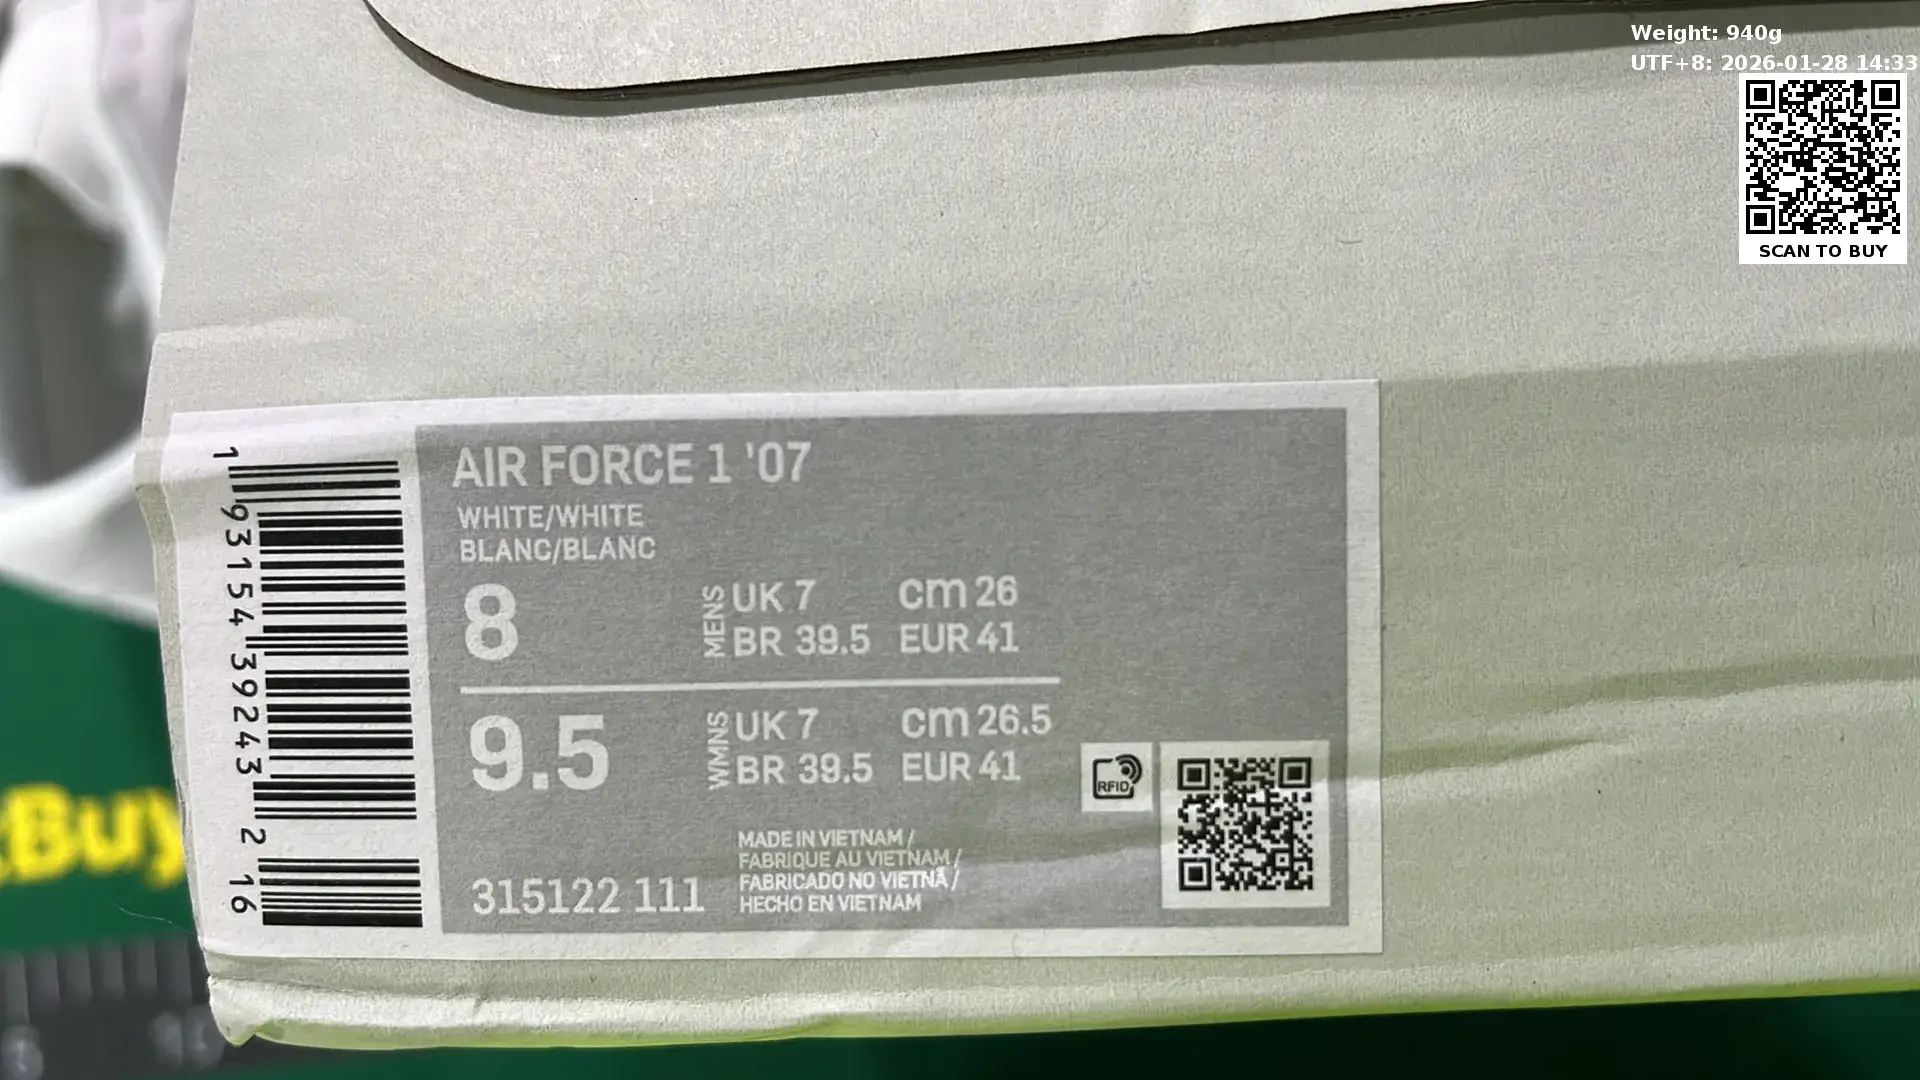 Weight: 940g
UTF+8: 2026-01-28 14:33
SCAN TO BUY
AIR FORCE 1 '07
WHITE/WHITE
BLANC/BLANC
8
MENS
UK 7 cm 26
BR 39.5 EUR 41
9.5
WMNS
UK 7 cm 26.5
BR 39.5 EUR 41
RFID
MADE IN VIETNAM /
FABRIQUE AU VIETNAM /
FABRICADO NO VIETNÃ /
HECHO EN VIETNAM
315122 111
1 93154 39243 2 16
Buy